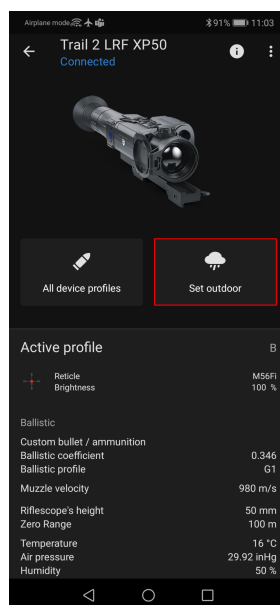 Airplane mode 91% 11:03
Trail 2 LRF XP50
Connected
All device profiles
Set outdoor
Active profile B
Reticle M56Fi
Brightness 100 %
Ballistic
Custom bullet / ammunition
Ballistic coefficient 0.346
Ballistic profile G1
Muzzle velocity 980 m/s
Riflescope's height 50 mm
Zero Range 100 m
Temperature 16 °C
Air pressure 29.92 inHg
Humidity 50 %